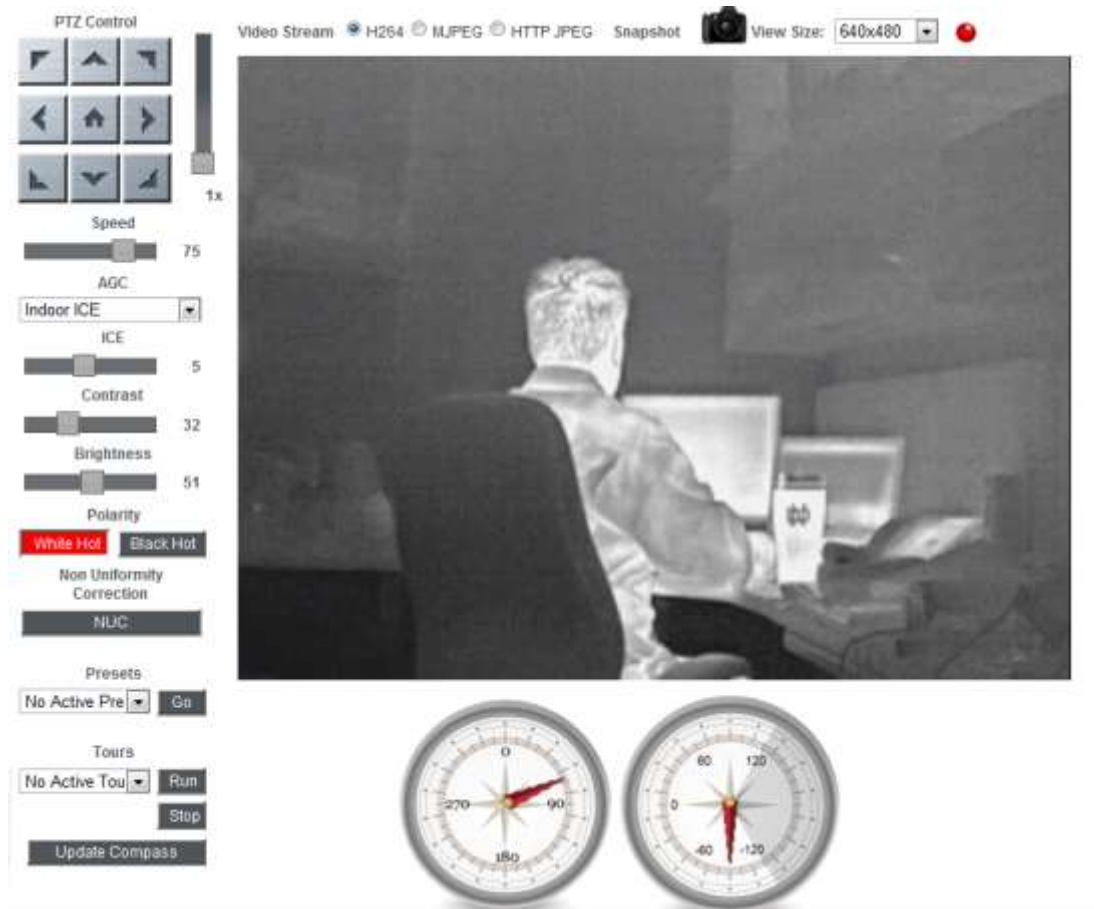 PTZ Control
Video Stream H264 MJPEG HTTP JPEG Snapshot View Size: 640x480
1x
Speed
75
AGC
Indoor ICE
ICE
5
Contrast
32
Brightness
51
Polarity
White Hot Black Hot
Non Uniformity
Correction
NUC
Presets
No Active Pre Go
Tours
No Active Tou Run
Stop
Update Compass
0
270 90
180
60 120
0
-60 -120